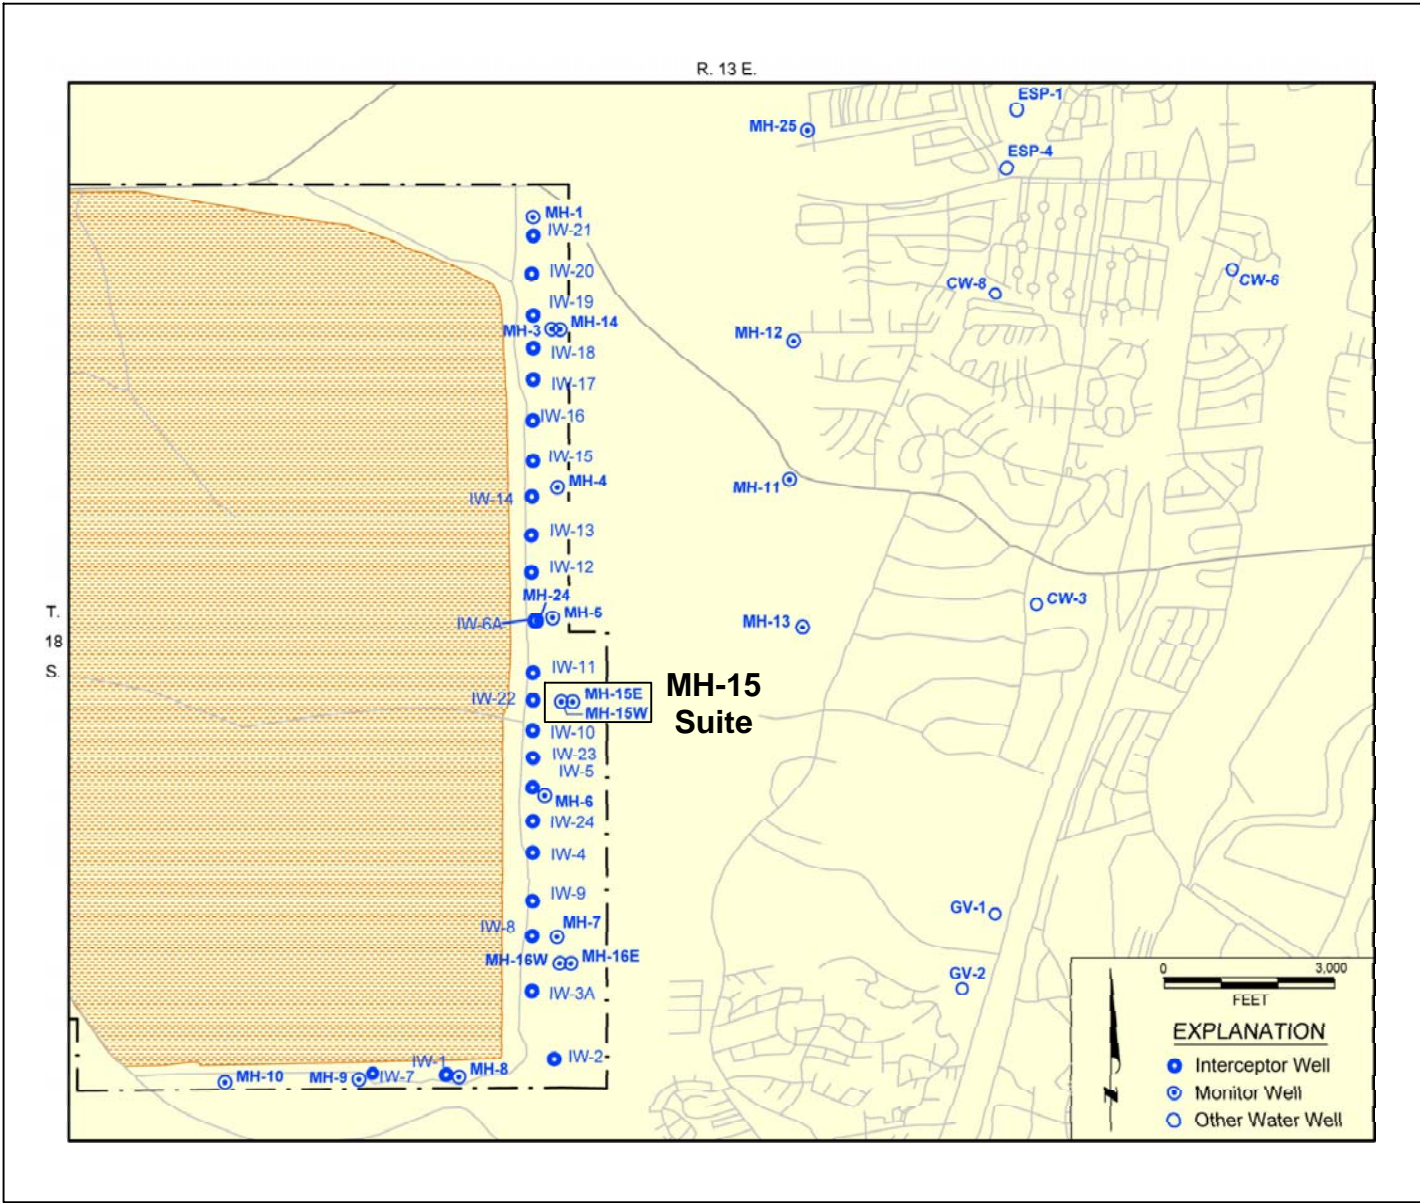 R. 13 E.
ESP-1
MH-25
ESP-4
MH-1
IW-21
IW-20
CW-6
CW-8
IW-19
MH-3
MH-14
MH-12
IW-18
IW-17
IW-16
IW-15
MH-4
MH-11
IW-14
IW-13
IW-12
MH-24
CW-3
T.
18
S.
IW-6A
MH-5
MH-13
IW-11
MH-15
Suite
IW-22
MH-15E
MH-15W
IW-10
IW-23
IW-5
MH-6
IW-24
IW-4
IW-9
GV-1
IW-8
MH-7
MH-16W
MH-16E
GV-2
IW-3A
0 3,000
FEET
EXPLANATION
Interceptor Well
Monitor Well
Other Water Well
N
IW-1
IW-2
MH-10
MH-9
IW-7
MH-8